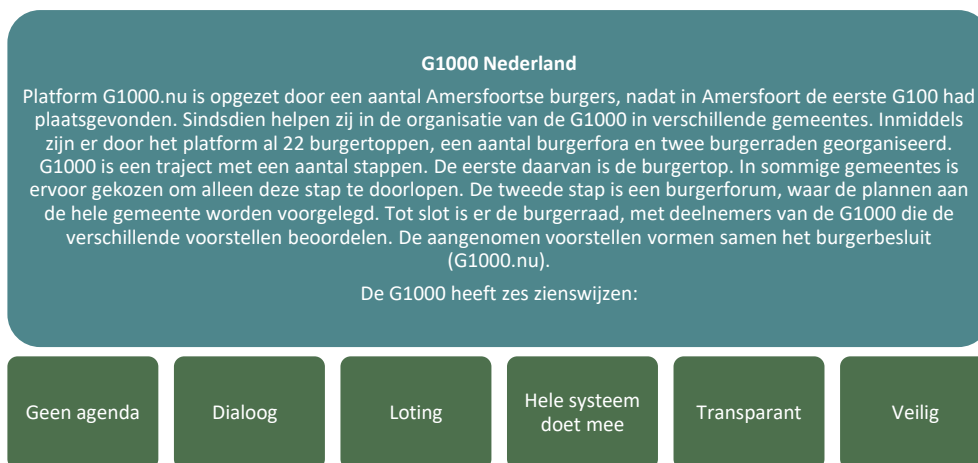 G1000 Nederland
Platform G1000.nu is opgezet door een aantal Amersfoortse burgers, nadat in Amersfoort de eerste G100 had
plaatsgevonden. Sindsdien helpen zij in de organisatie van de G1000 in verschillende gemeentes. Inmiddels
zijn er door het platform al 22 burgertoppen, een aantal burgerfora en twee burgerraden georganiseerd.
G1000 is een traject met een aantal stappen. De eerste daarvan is de burgertop. In sommige gemeentes is
ervoor gekozen om alleen deze stap te doorlopen. De tweede stap is een burgerforum, waar de plannen aan
de hele gemeente worden voorgelegd. Tot slot is er de burgerraad, met deelnemers van de G1000 die de
verschillende voorstellen beoordelen. De aangenomen voorstellen vormen samen het burgerbesluit
(G1000.nu).
De G1000 heeft zes zienswijzen:
Geen agenda
Dialoog
Loting
Hele systeem
doet mee
Transparant
Veilig